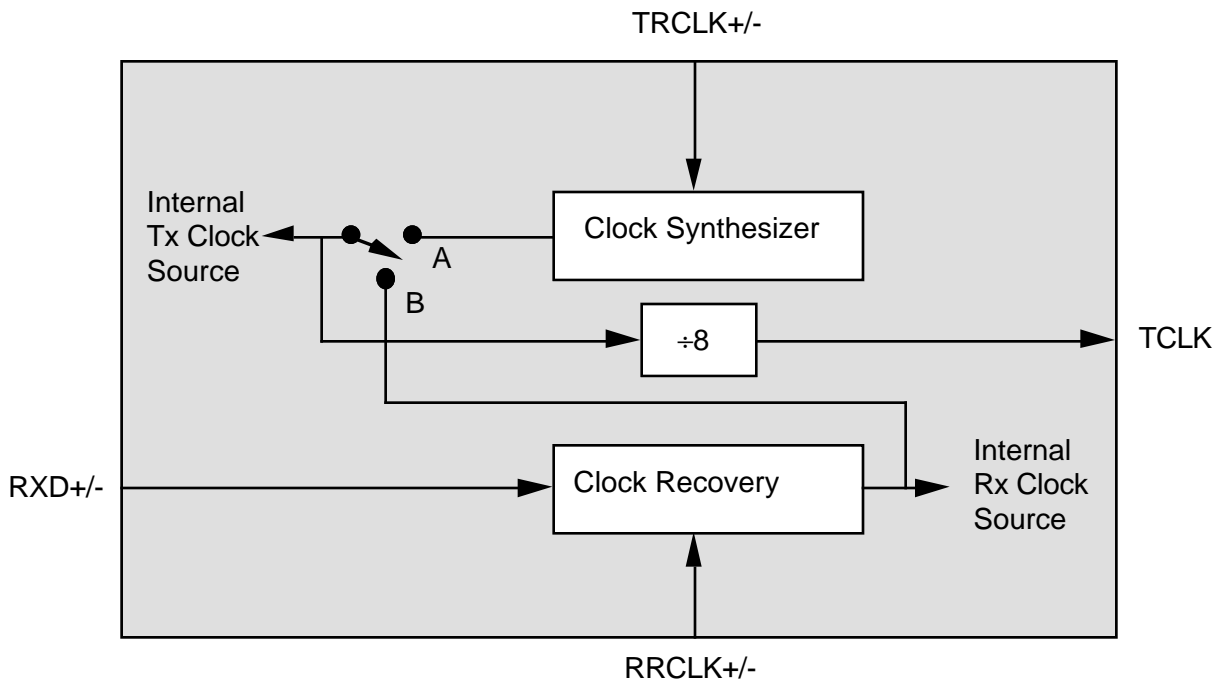 TRCLK+/-
Internal
Tx Clock
Source
A
B
Clock Synthesizer
÷8
TCLK
RXD+/-
Clock Recovery
Internal
Rx Clock
Source
RRCLK+/-